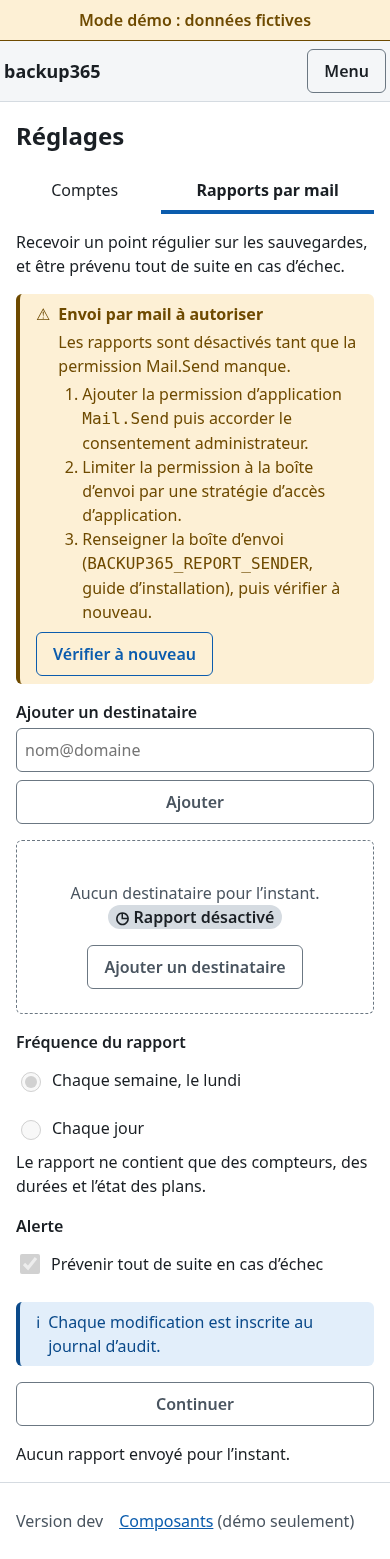 Mode démo : données fictives
backup365
Menu
Réglages
Comptes
Rapports par mail
Recevoir un point régulier sur les sauvegardes,
et être prévenu tout de suite en cas d’échec.
⚠ Envoi par mail à autoriser
Les rapports sont désactivés tant que la
permission Mail.Send manque.
1. Ajouter la permission d’application
Mail.Send puis accorder le
consentement administrateur.
2. Limiter la permission à la boîte
d’envoi par une stratégie d’accès
d’application.
3. Renseigner la boîte d’envoi
(BACKUP365_REPORT_SENDER,
guide d’installation), puis vérifier à
nouveau.
Vérifier à nouveau
Ajouter un destinataire
nom@domaine
Ajouter
Aucun destinataire pour l’instant.
◷ Rapport désactivé
Ajouter un destinataire
Fréquence du rapport
Chaque semaine, le lundi
Chaque jour
Le rapport ne contient que des compteurs, des
durées et l’état des plans.
Alerte
Prévenir tout de suite en cas d’échec
i Chaque modification est inscrite au
journal d’audit.
Continuer
Aucun rapport envoyé pour l’instant.
Version dev Composants (démo seulement)